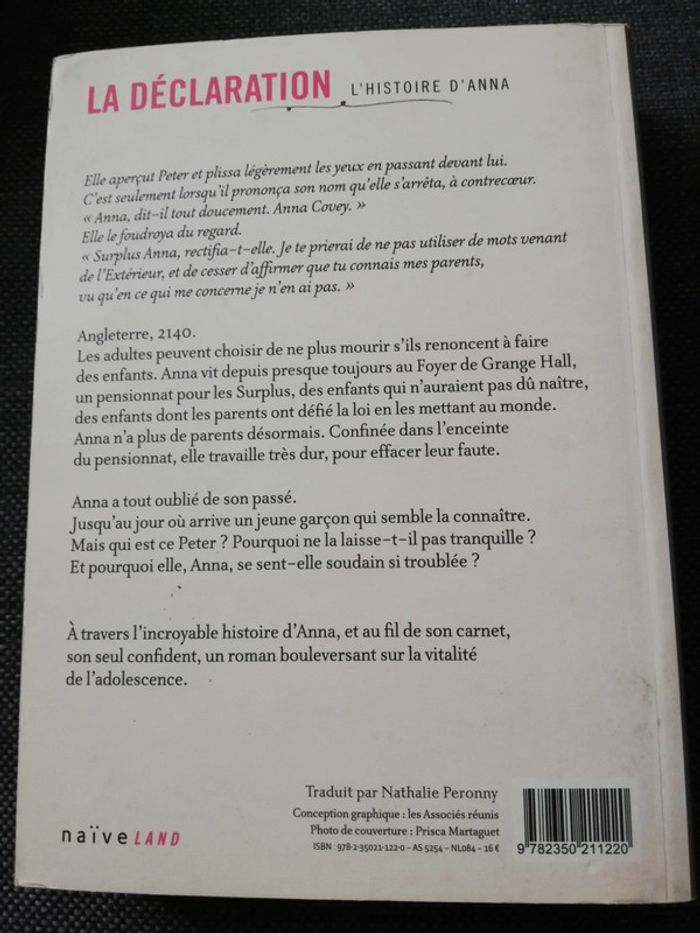 LA DÉCLARATION L'HISTOIRE D'ANNA
Elle aperçut Peter et plissa légèrement les yeux en passant devant lui.
C'est seulement lorsqu'il prononça son nom qu'elle s'arrêta, à contrecœur.
« Anna, dit-il tout doucement. Anna Covey. »
Elle le foudroya du regard.
« Surplus Anna, rectifia-t-elle. Je te prierai de ne pas utiliser de mots venant
de l'Extérieur, et de cesser d'affirmer que tu connais mes parents,
vu qu'en ce qui me concerne je n'en ai pas. »
Angleterre, 2140.
Les adultes peuvent choisir de ne plus mourir s'ils renoncent à faire
des enfants. Anna vit depuis presque toujours au Foyer de Grange Hall,
un pensionnat pour les Surplus, des enfants qui n'auraient pas dû naître,
des enfants dont les parents ont défié la loi en les mettant au monde.
Anna n'a plus de parents désormais. Confinée dans l'enceinte
du pensionnat, elle travaille très dur, pour effacer leur faute.
Anna a tout oublié de son passé.
Jusqu'au jour où arrive un jeune garçon qui semble la connaître.
Mais qui est ce Peter ? Pourquoi ne la laisse-t-il pas tranquille ?
Et pourquoi elle, Anna, se sent-elle soudain si troublée ?
À travers l'incroyable histoire d'Anna, et au fil de son carnet,
son seul confident, un roman bouleversant sur la vitalité
de l'adolescence.
Traduit par Nathalie Peronny
Conception graphique : les Associés réunis
Photo de couverture : Prisca Martaguet
ISBN : 978-2-35021-122-0 – AS 5254 – NL084 – 16 €
naïve LAND
9 782350 211220